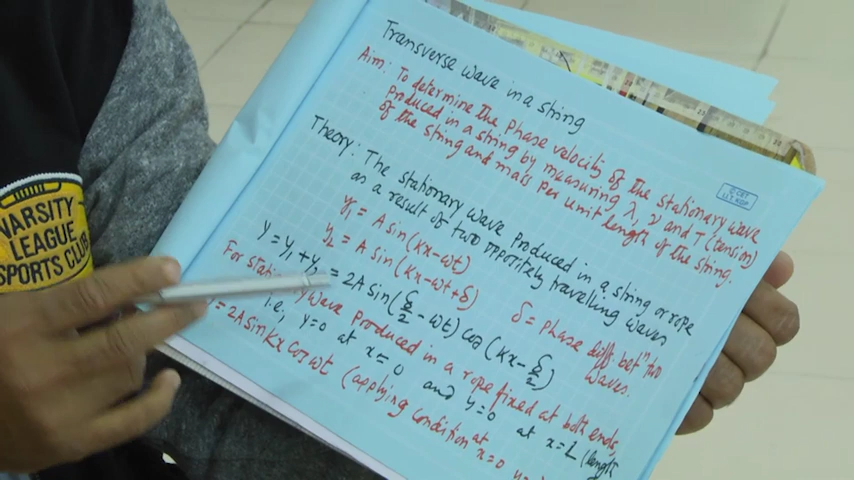 Transverse wave in a string
Aim: To determine the Phase velocity of the stationary wave
produced in a string by measuring λ, ν and T (tension)
of the string and mass per unit length of the string.
© CET
I.I.T. KGP
Theory: The stationary wave produced in a string or rope
as a result of two oppositely travelling waves
y₁ = A sin(kx-ωt)
y₂ = A sin(kx-ωt+δ)
δ = phase diff betⁿ two
waves.
Y = y₁+y₂ = 2A sin(δ/2 - ωt) cos(kx - δ/2)
For stationary wave produced in a rope fixed at both ends,
i.e, y=0 at x=0 and y=0 at x=L (length
= 2A sin kx cos ωt (applying condition at x=0
VARSITY
LEAGUE
SPORTS CLUB